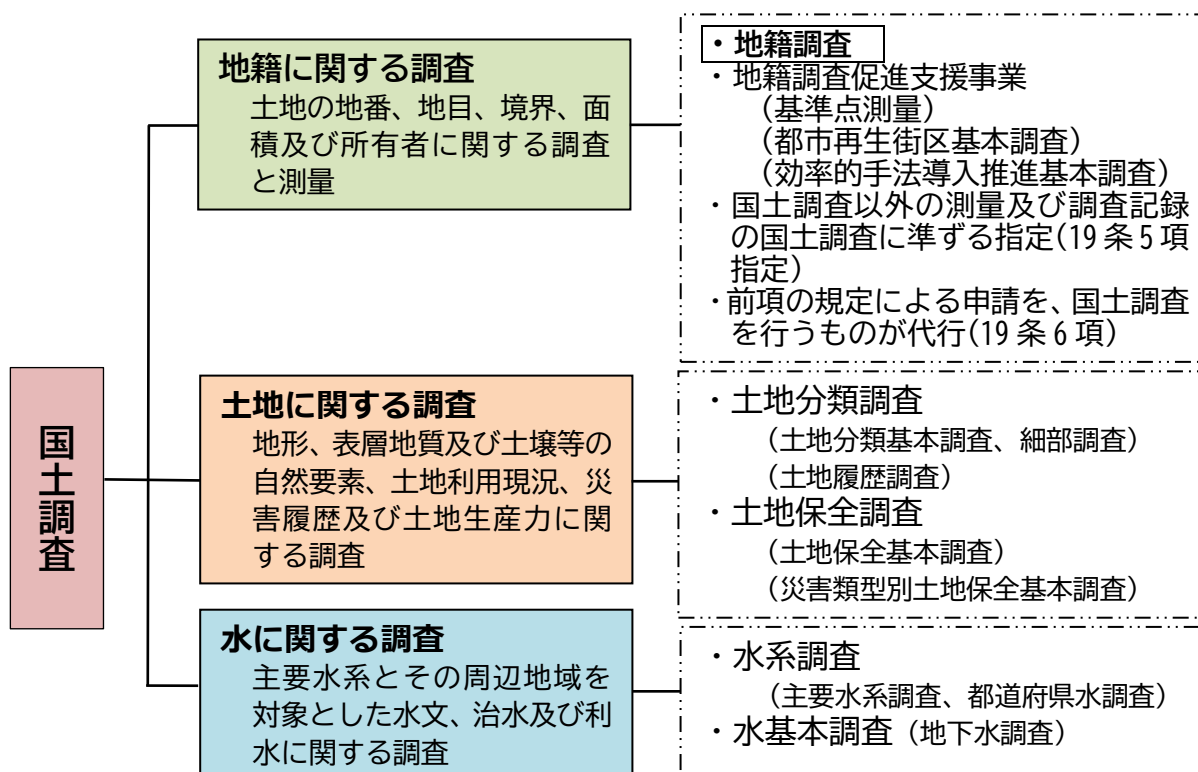 国土調査
地籍に関する調査
土地の地番、地目、境界、面
積及び所有者に関する調査
と測量
・地籍調査
・地籍調査促進支援事業
（基準点測量）
（都市再生街区基本調査）
（効率的手法導入推進基本調査）
・国土調査以外の測量及び調査記録
の国土調査に準ずる指定(19条5項
指定）
・前項の規定による申請を、国土調査
を行うものが代行(19条6項）
土地に関する調査
地形、表層地質及び土壌等の
自然要素、土地利用現況、災
害履歴及び土地生産力に関
する調査
・土地分類調査
（土地分類基本調査、細部調査）
（土地履歴調査）
・土地保全調査
（土地保全基本調査）
（災害類型別土地保全基本調査）
水に関する調査
主要水系とその周辺地域を
対象とした水文、治水及び利
水に関する調査
・水系調査
（主要水系調査、都道府県水調査）
・水基本調査（地下水調査）